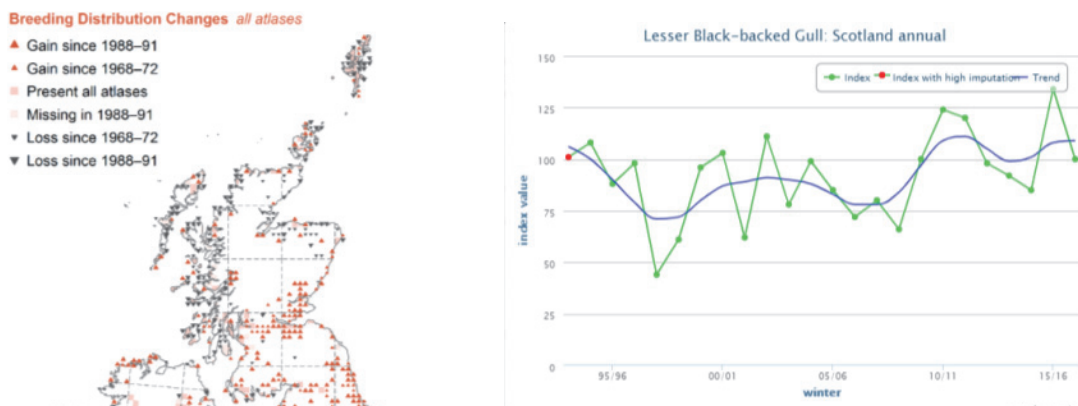 Breeding Distribution Changes all atlases
Gain since 1988–91
Gain since 1968–72
Present all atlases
Missing in 1988–91
Loss since 1968–72
Loss since 1988–91
Lesser Black-backed Gull: Scotland annual
Index
Index with high imputation
Trend
150
125
100
75
50
25
0
index value
95/96
00/01
05/06
10/11
15/16
winter